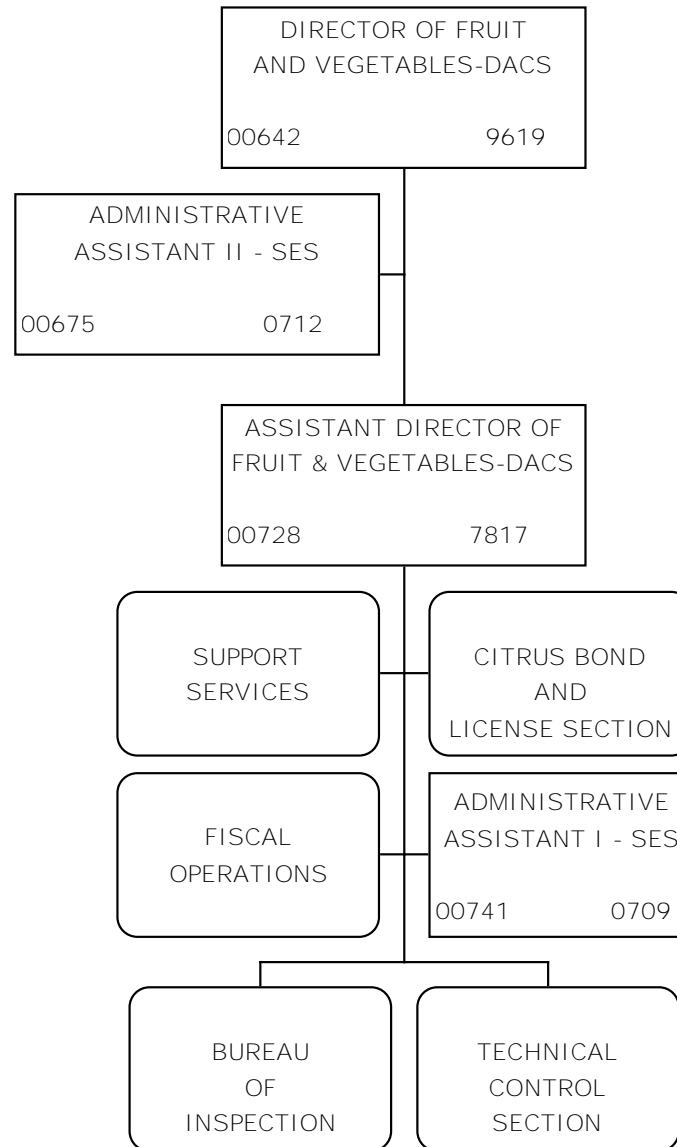 DIRECTOR OF FRUIT
AND VEGETABLES-DACS
00642 9619
ADMINISTRATIVE
ASSISTANT II - SES
00675 0712
ASSISTANT DIRECTOR OF
FRUIT & VEGETABLES-DACS
00728 7817
SUPPORT
SERVICES
CITRUS BOND
AND
LICENSE SECTION
FISCAL
OPERATIONS
ADMINISTRATIVE
ASSISTANT I - SES
00741 0709
BUREAU
OF
INSPECTION
TECHNICAL
CONTROL
SECTION